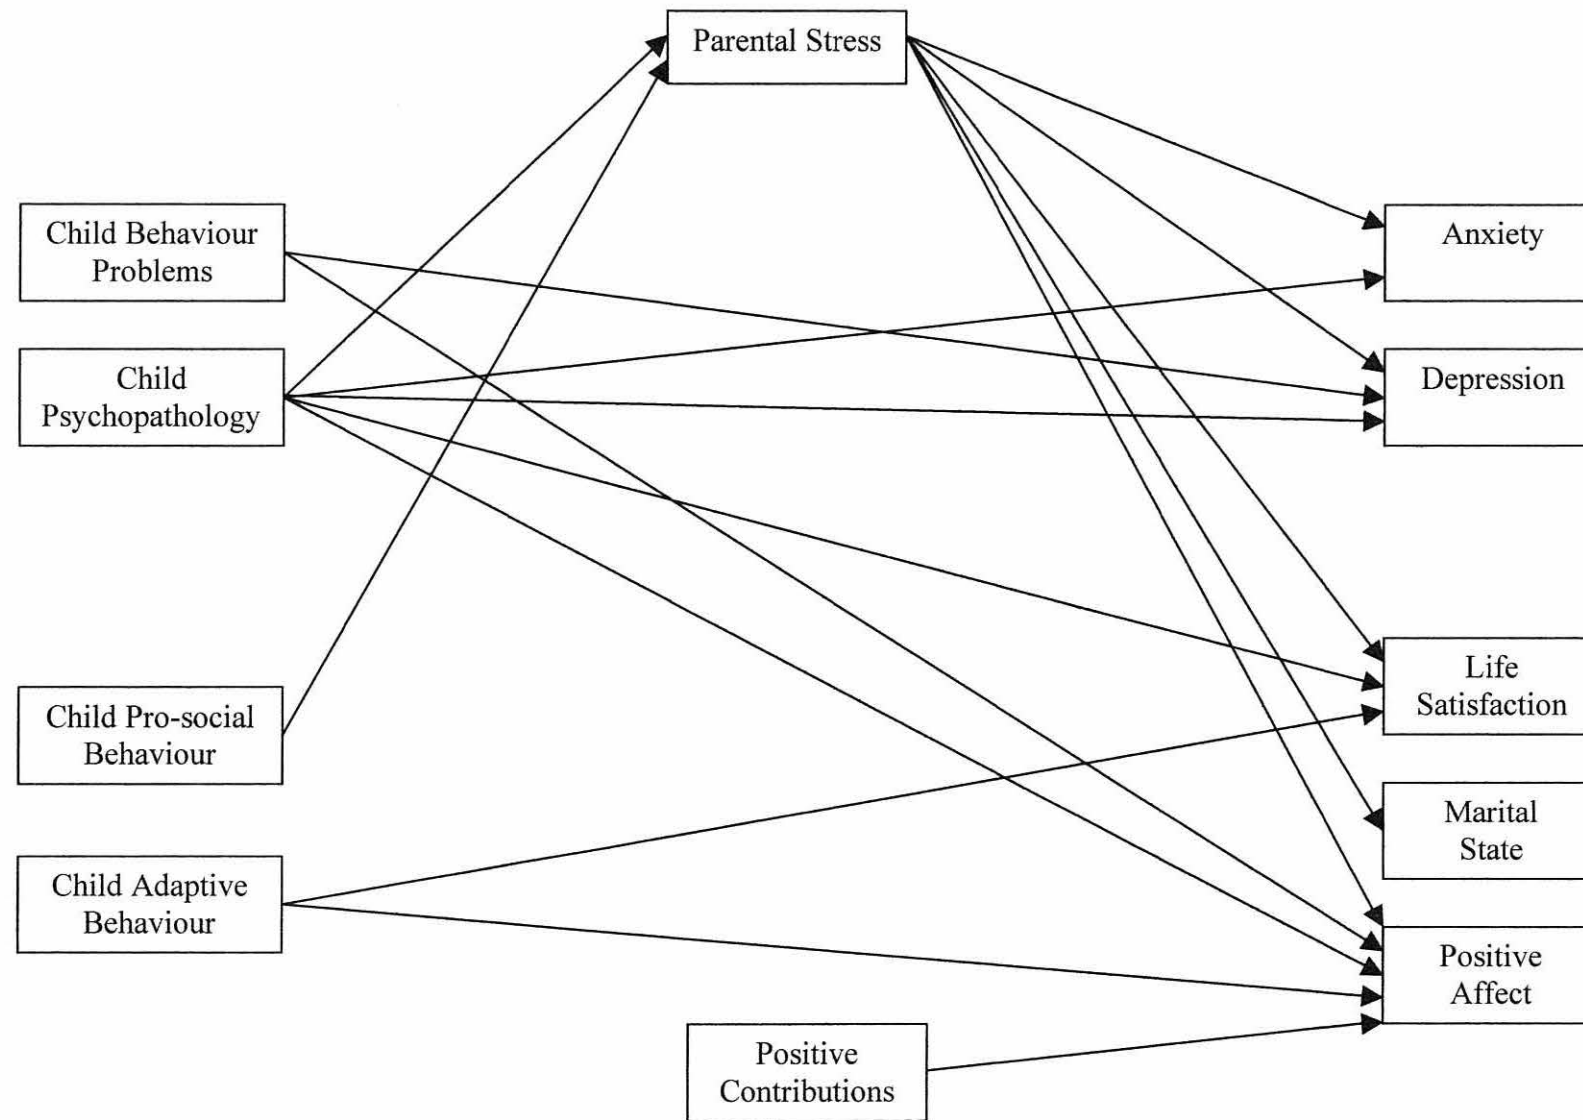 Parental Stress
Child Behaviour
Problems
Anxiety
Child
Psychopathology
Depression
Child Pro-social
Behaviour
Life
Satisfaction
Marital
State
Child Adaptive
Behaviour
Positive
Affect
Positive
Contributions